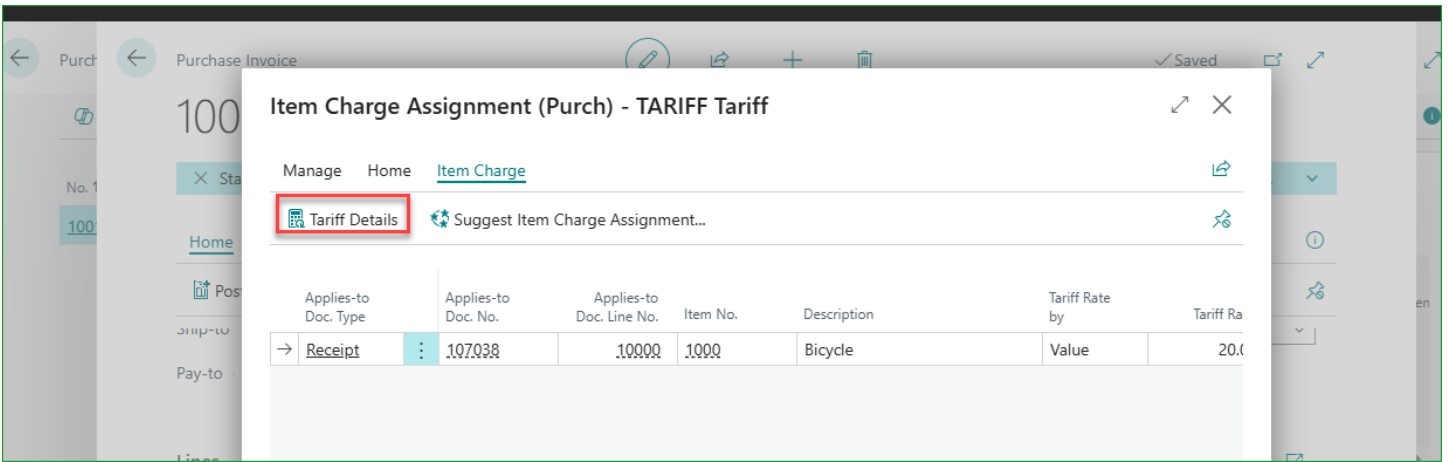 Purch
Purchase Invoice
Saved
100
Item Charge Assignment (Purch) - TARIFF Tariff
Manage Home Item Charge
Sta
No.
100
Tariff Details Suggest Item Charge Assignment...
Home
Pos
Applies-to Doc. Type
Applies-to Doc. No.
Applies-to Doc. Line No.
Item No.
Description
Tariff Rate by
Tariff Ra
en
Ship-to
Receipt 107038 10000 1000 Bicycle Value 20.0
Pay-to
Lines